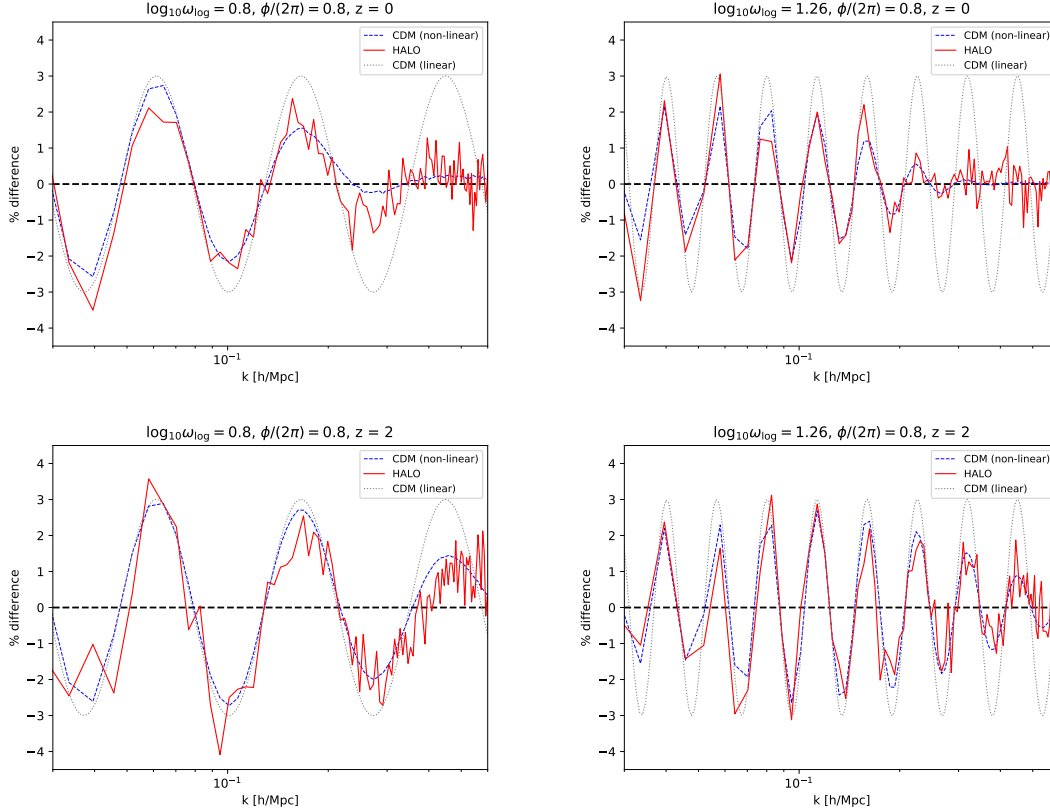 log₁₀ω_log = 0.8, ϕ/(2π) = 0.8, z = 0
% difference
4
3
2
1
0
−1
−2
−3
−4
CDM (non-linear)
HALO
CDM (linear)
10⁻¹
k [h/Mpc]
log₁₀ω_log = 1.26, ϕ/(2π) = 0.8, z = 0
% difference
4
3
2
1
0
−1
−2
−3
−4
CDM (non-linear)
HALO
CDM (linear)
10⁻¹
k [h/Mpc]
log₁₀ω_log = 0.8, ϕ/(2π) = 0.8, z = 2
% difference
4
3
2
1
0
−1
−2
−3
−4
CDM (non-linear)
HALO
CDM (linear)
10⁻¹
k [h/Mpc]
log₁₀ω_log = 1.26, ϕ/(2π) = 0.8, z = 2
% difference
4
3
2
1
0
−1
−2
−3
−4
CDM (non-linear)
HALO
CDM (linear)
10⁻¹
k [h/Mpc]